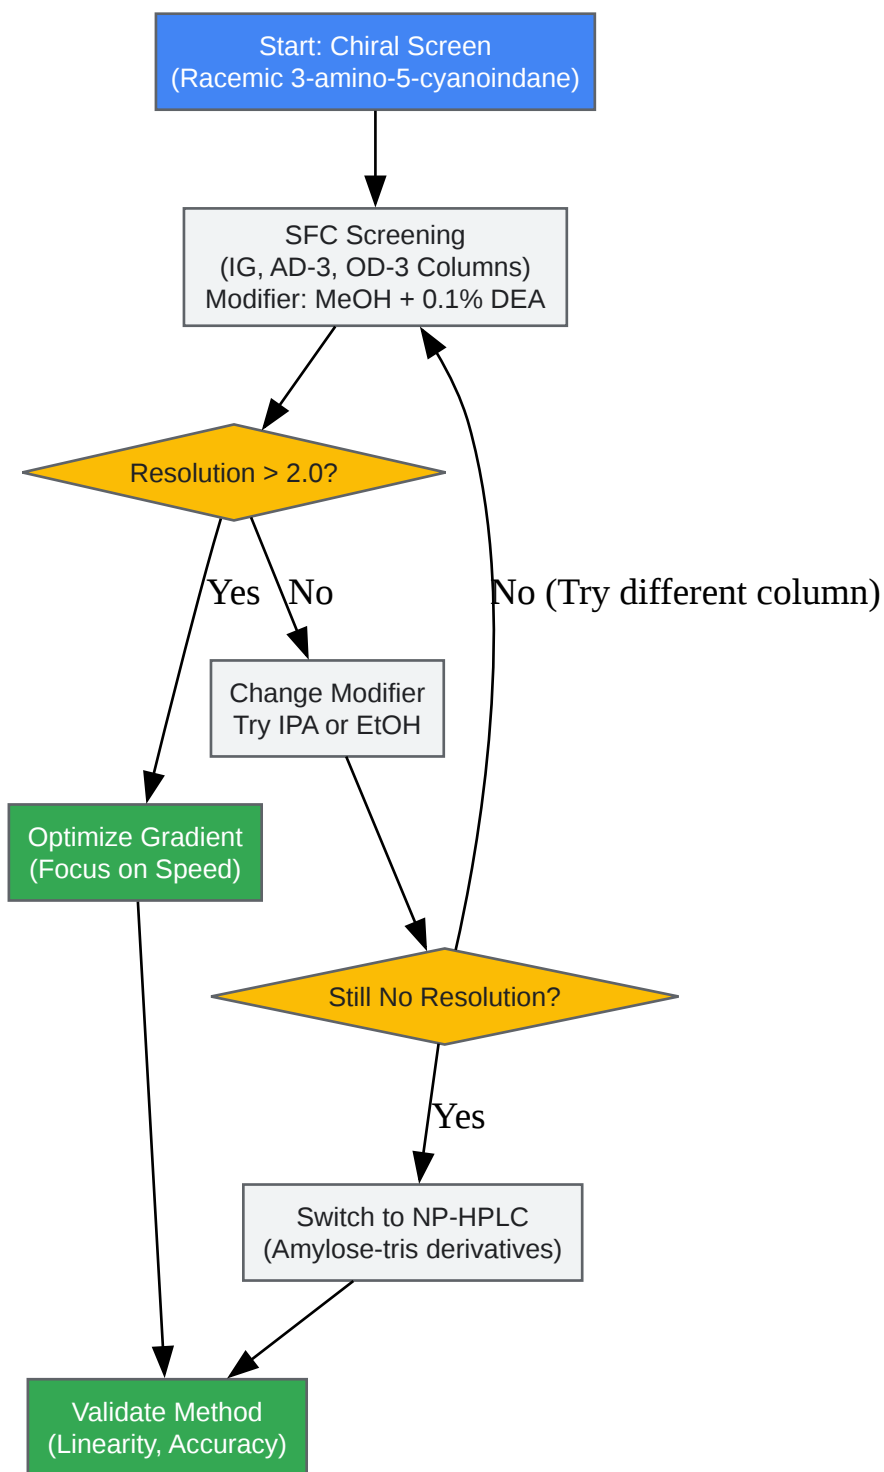 Start: Chiral Screen
(Racemic 3-amino-5-cyanoindane)
SFC Screening
(IG, AD-3, OD-3 Columns)
Modifier: MeOH + 0.1% DEA
Resolution > 2.0?
Yes
No
No (Try different column)
Change Modifier
Try IPA or EtOH
Optimize Gradient
(Focus on Speed)
Still No Resolution?
Yes
Switch to NP-HPLC
(Amylose-tris derivatives)
Validate Method
(Linearity, Accuracy)